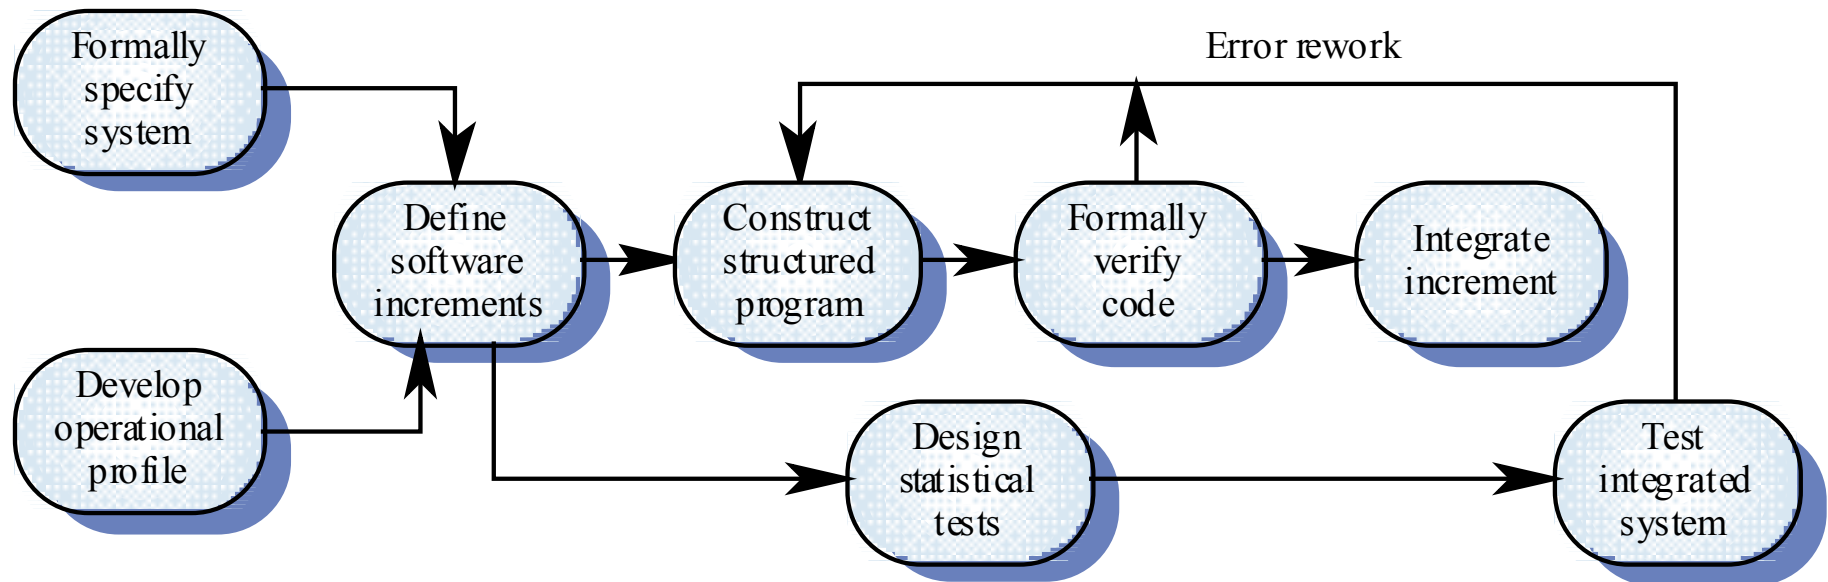 Formally
specify
system
Error rework
Define
software
increments
Construct
structured
program
Formally
verify
code
Integrate
increment
Develop
operational
profile
Design
statistical
tests
Test
integrated
system